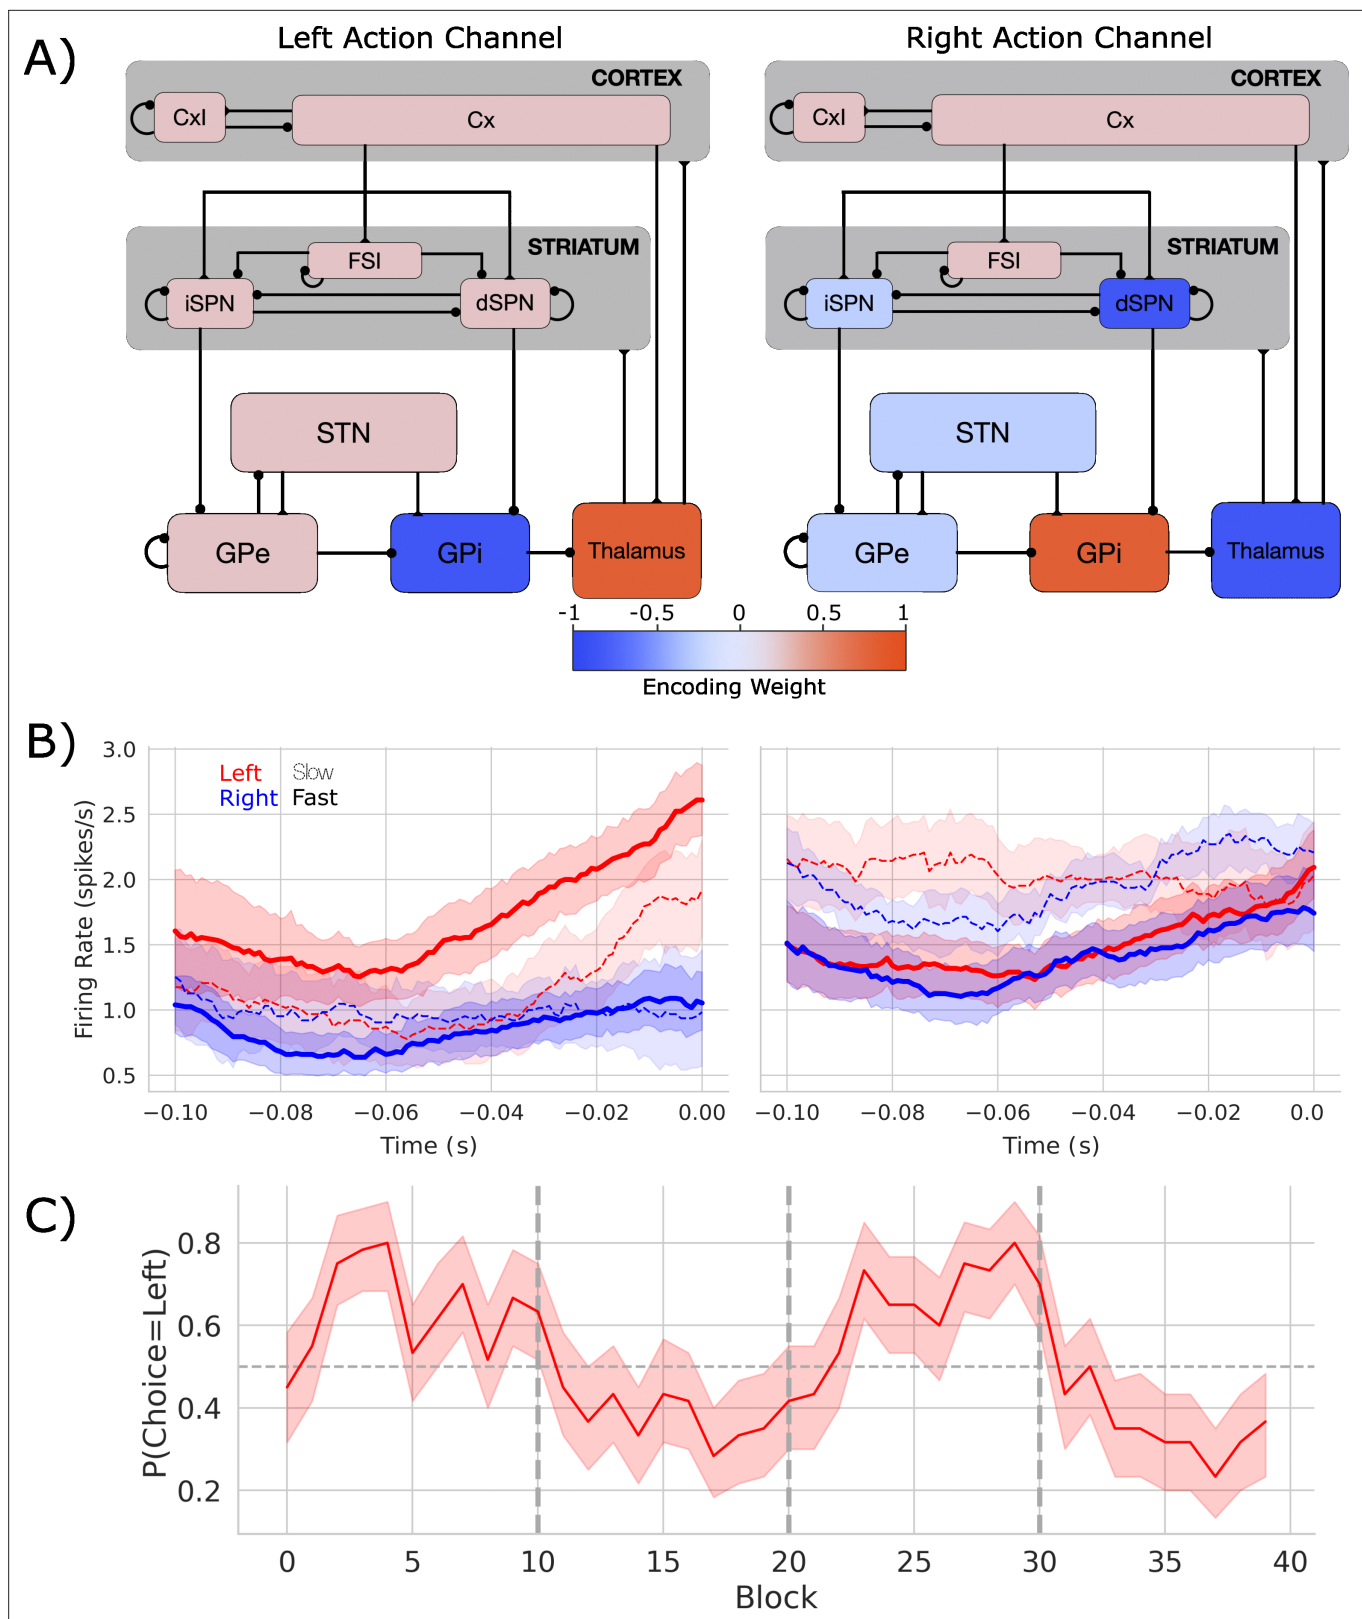 A)
Left Action Channel
Right Action Channel
CORTEX
CxI
Cx
STRIATUM
FSI
iSPN
dSPN
STN
GPe
GPi
Thalamus
CORTEX
CxI
Cx
STRIATUM
FSI
iSPN
dSPN
STN
GPe
GPi
Thalamus
-1 -0.5 0 0.5 1
Encoding Weight
B)
Firing Rate (spikes/s)
3.0
2.5
2.0
1.5
1.0
0.5
Left Slow
Right Fast
−0.10 −0.08 −0.06 −0.04 −0.02 0.00
Time (s)
−0.10 −0.08 −0.06 −0.04 −0.02 0.0
Time (s)
C)
P(Choice=Left)
0.8
0.6
0.4
0.2
0 5 10 15 20 25 30 35 40
Block